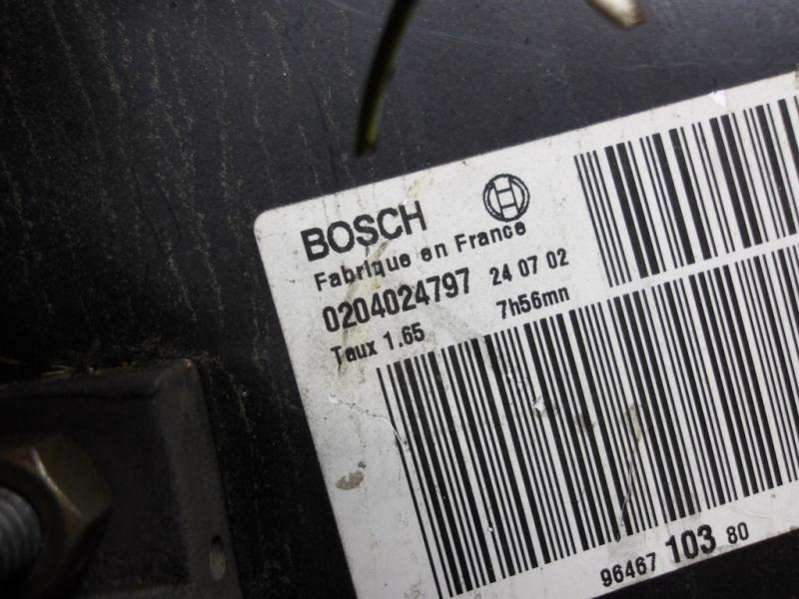 BOSCH
Fabrique en France
0204024797 24 07 02
Taux 1.65 7h56mn
96467 103 80